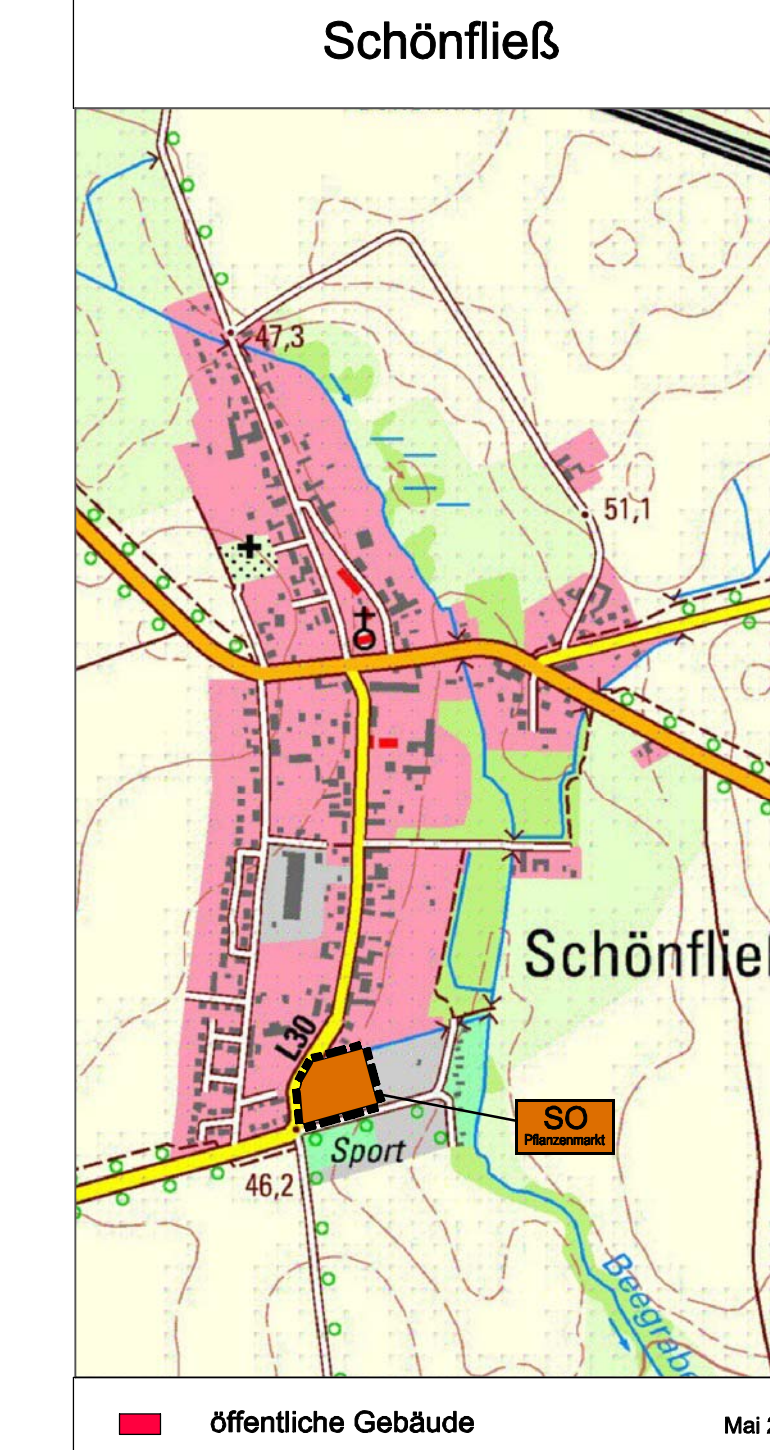 Schönfließ
47,3
51,1
Schönflie
L30
SO
Pflanzenmarkt
Sport
46,2
Beegrabe
öffentliche Gebäude
Mai 2